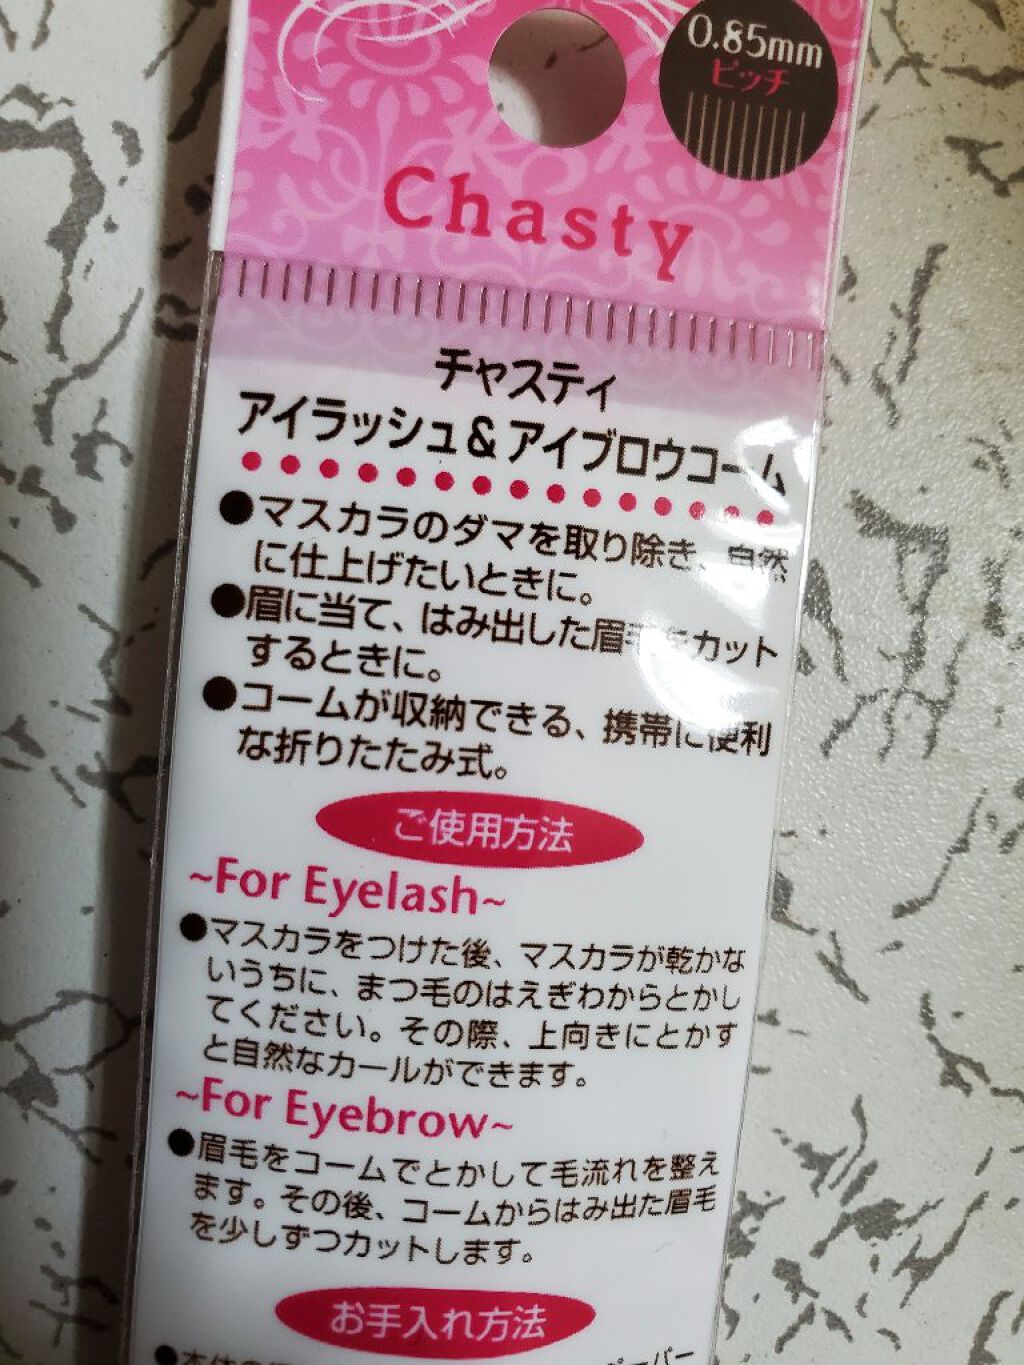 0.85mm
ピッチ
Chasty
チャスティ
アイラッシュ&アイブロウコーム
●マスカラのダマを取り除き、自然
に仕上げたいときに。
●眉に当て、はみ出した眉毛をカット
するときに。
●コームが収納できる、携帯に便利
な折りたたみ式。
ご使用方法
~For Eyelash~
●マスカラをつけた後、マスカラが乾かな
いうちに、まつ毛のはえぎわからとかし
てください。その際、上向きにとかす
と自然なカールができます。
~For Eyebrow~
●眉毛をコームでとかして毛流れを整え
ます。その後、コームからはみ出た眉毛
を少しずつカットします。
お手入れ方法
●本体の